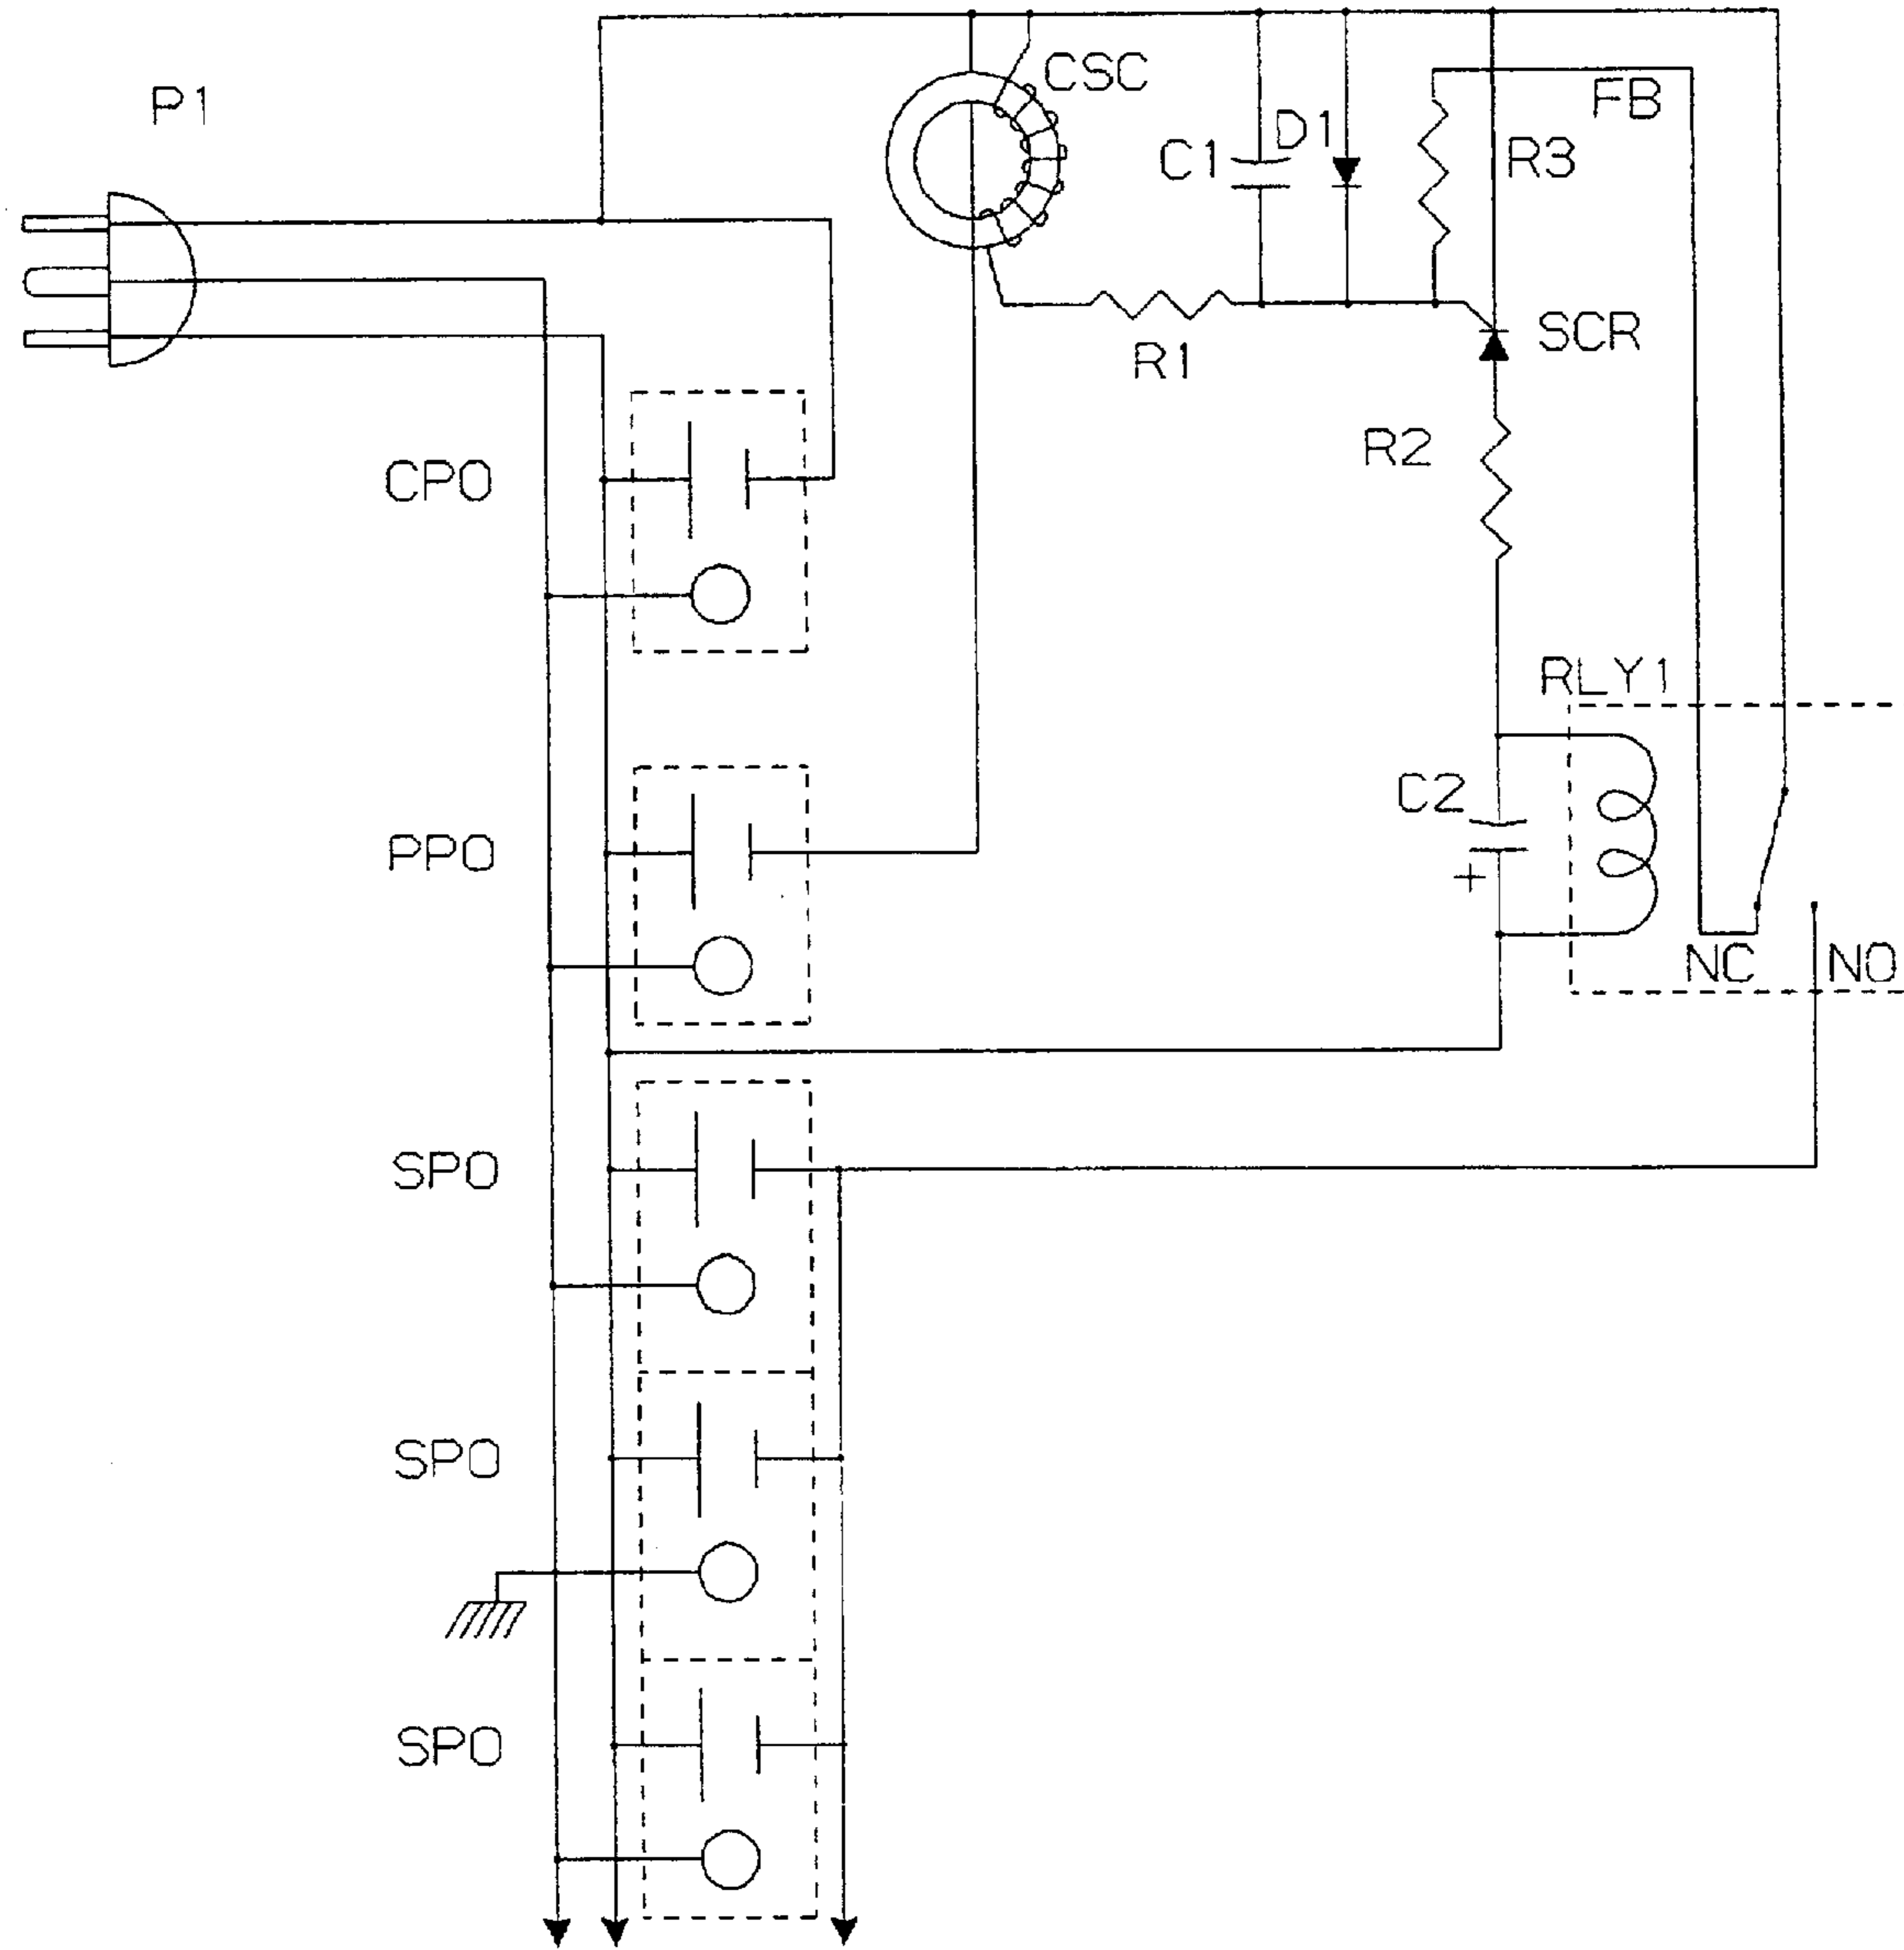 P1
CSC
FB
D1
C1
R3
SCR
R1
R2
CPO
RLY1
C2
+
PPO
NC
NO
SPO
SPO
SPO